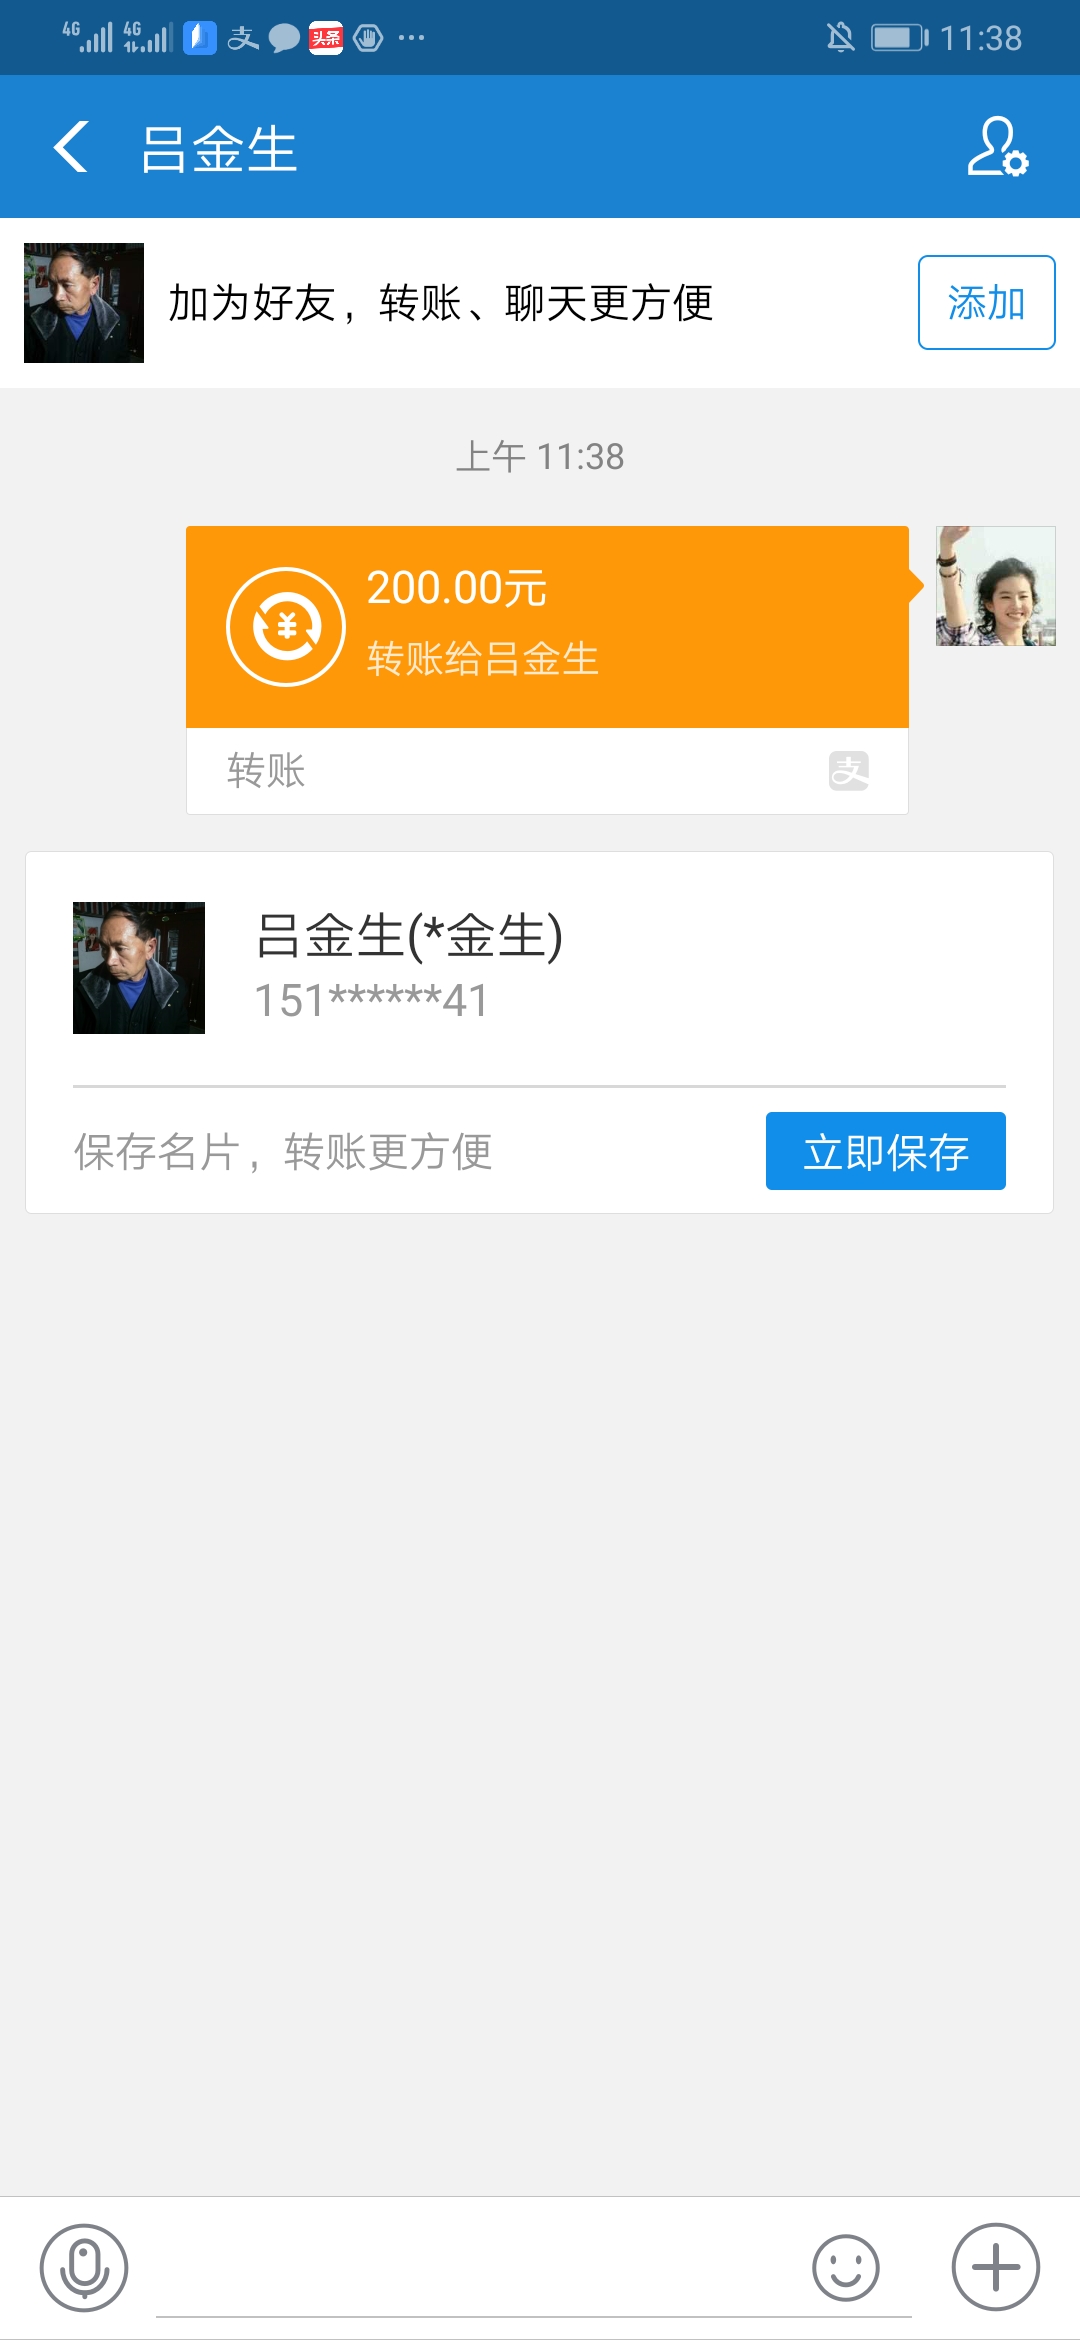 4G 4G 支 头条 11:38
吕金生
加为好友，转账、聊天更方便
添加
上午 11:38
¥
200.00元
转账给吕金生
转账
支
吕金生(*金生)
151******41
保存名片，转账更方便
立即保存